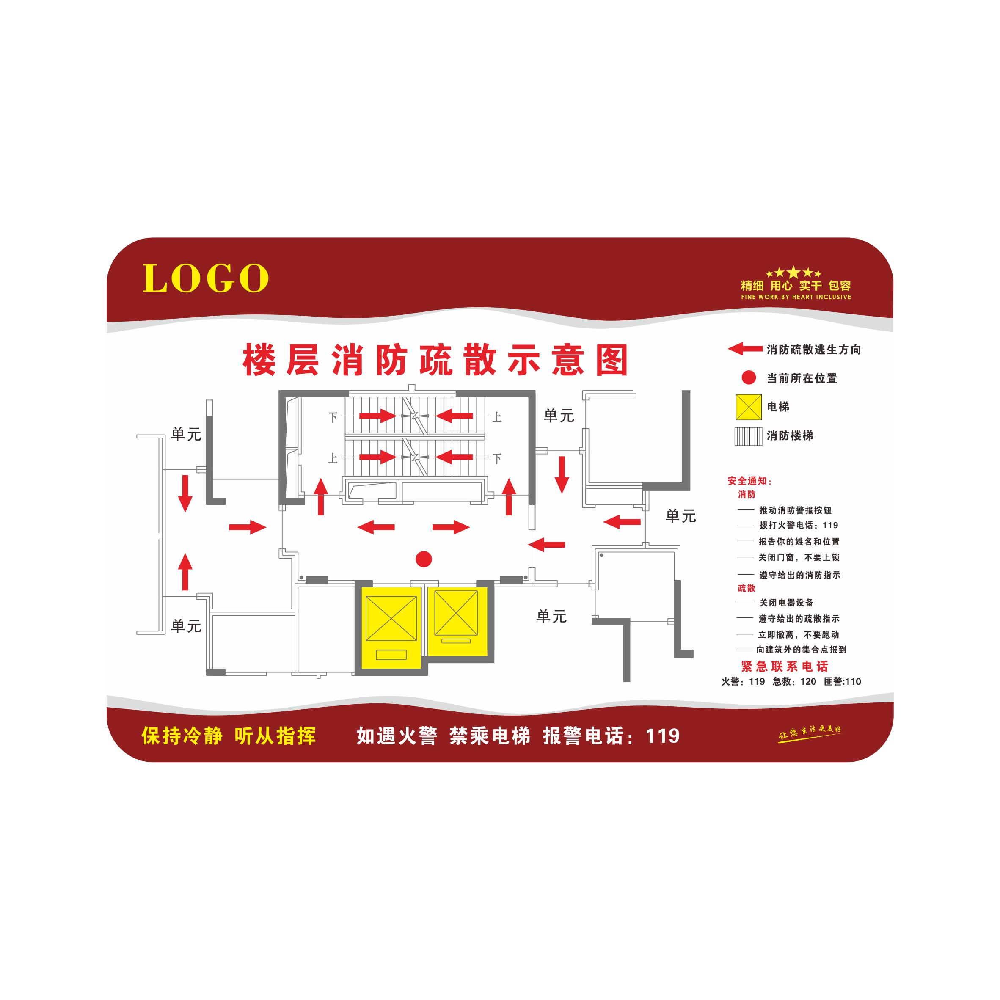 LOGO
精细 用心 实干 包容
FINE WORK BY HEART INCLUSIVE
楼层消防疏散示意图
消防疏散逃生方向
当前所在位置
电梯
消防楼梯
下
上
单元
单元
上
下
单元
单元
单元
安全通知：
消防
推动消防警报按钮
拨打火警电话：119
报告你的姓名和位置
关闭门窗，不要上锁
遵守给出的消防指示
疏散
关闭电器设备
遵守给出的疏散指示
立即撤离，不要跑动
向建筑外的集合点报到
紧急联系电话
火警：119 急救：120 匪警:110
保持冷静 听从指挥 如遇火警 禁乘电梯 报警电话：119
让您生活更美好